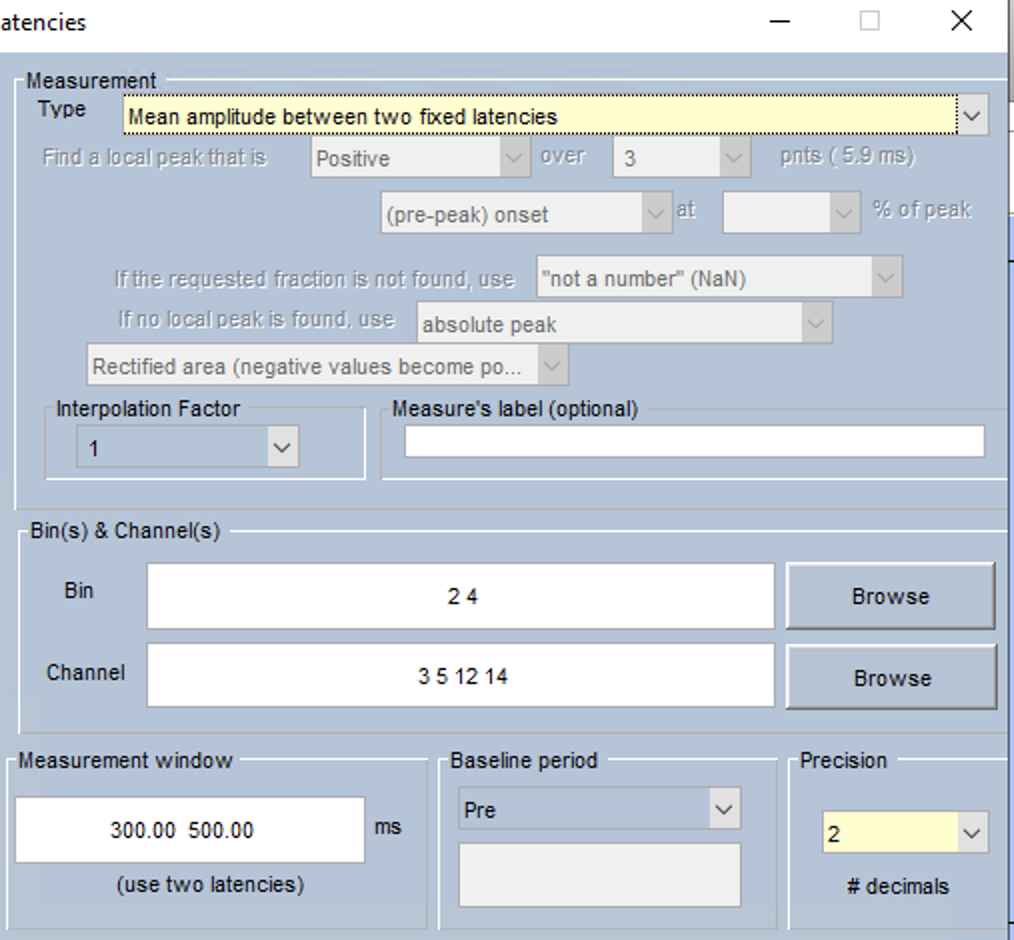 atencies
Measurement
Type Mean amplitude between two fixed latencies
Find a local peak that is Positive over 3 pnts ( 5.9 ms)
(pre-peak) onset at % of peak
If the requested fraction is not found, use "not a number" (NaN)
If no local peak is found, use absolute peak
Rectified area (negative values become po...
Interpolation Factor Measure's label (optional)
1
Bin(s) & Channel(s)
Bin 2 4 Browse
Channel 3 5 12 14 Browse
Measurement window Baseline period Precision
300.00 500.00 ms Pre 2
(use two latencies) # decimals